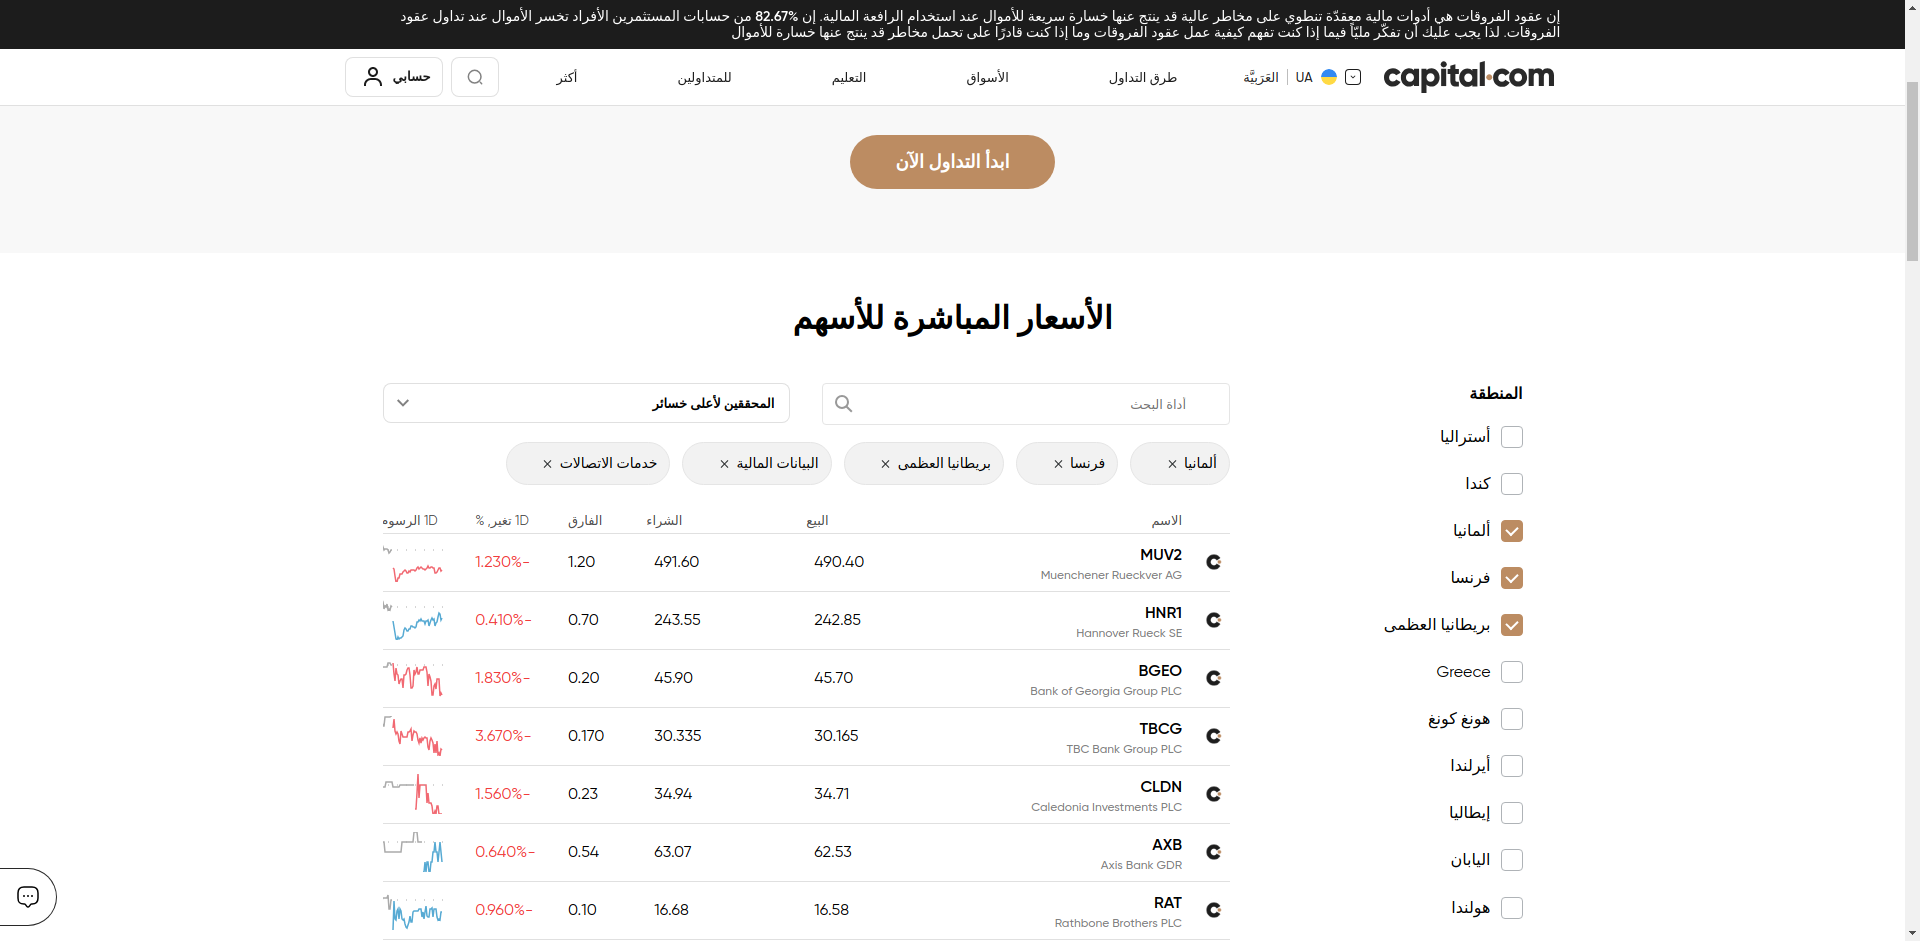 إن عقود الفروقات هي أدوات مالية معقدّة تنطوي على مخاطر عالية قد ينتج عنها خسارة سريعة للأموال عند استخدام الرافعة المالية. إن 82.67% من حسابات المستثمرين الأفراد تخسر الأموال عند تداول عقود
الفروقات. لذا يجب عليك أن تفكّر مليّاً فيما إذا كنت تفهم كيفية عمل عقود الفروقات وما إذا كنت قادرًا على تحمل مخاطر قد ينتج عنها خسارة للأموال
capital.com
UA
العَرَبِيَّة
طرق التداول
الأسواق
التعليم
للمتداولين
أكثر
حسابي
ابدأ التداول الآن
الأسعار المباشرة للأسهم
المنطقة
أستراليا
كندا
ألمانيا
فرنسا
بريطانيا العظمى
Greece
هونغ كونغ
أيرلندا
إيطاليا
اليابان
هولندا
أداة البحث
المحققين لأعلى خسائر
ألمانيا ×
فرنسا ×
بريطانيا العظمى ×
البيانات المالية ×
خدمات الاتصالات ×
الاسم البيع الشراء الفارق 1D تغير, % 1D الرسوم
MUV2 490.40 491.60 1.20 -1.230%
Muenchener Rueckver AG
HNR1 242.85 243.55 0.70 -0.410%
Hannover Rueck SE
BGEO 45.70 45.90 0.20 -1.830%
Bank of Georgia Group PLC
TBCG 30.165 30.335 0.170 -3.670%
TBC Bank Group PLC
CLDN 34.71 34.94 0.23 -1.560%
Caledonia Investments PLC
AXB 62.53 63.07 0.54 -0.640%
Axis Bank GDR
RAT 16.58 16.68 0.10 -0.960%
Rathbone Brothers PLC